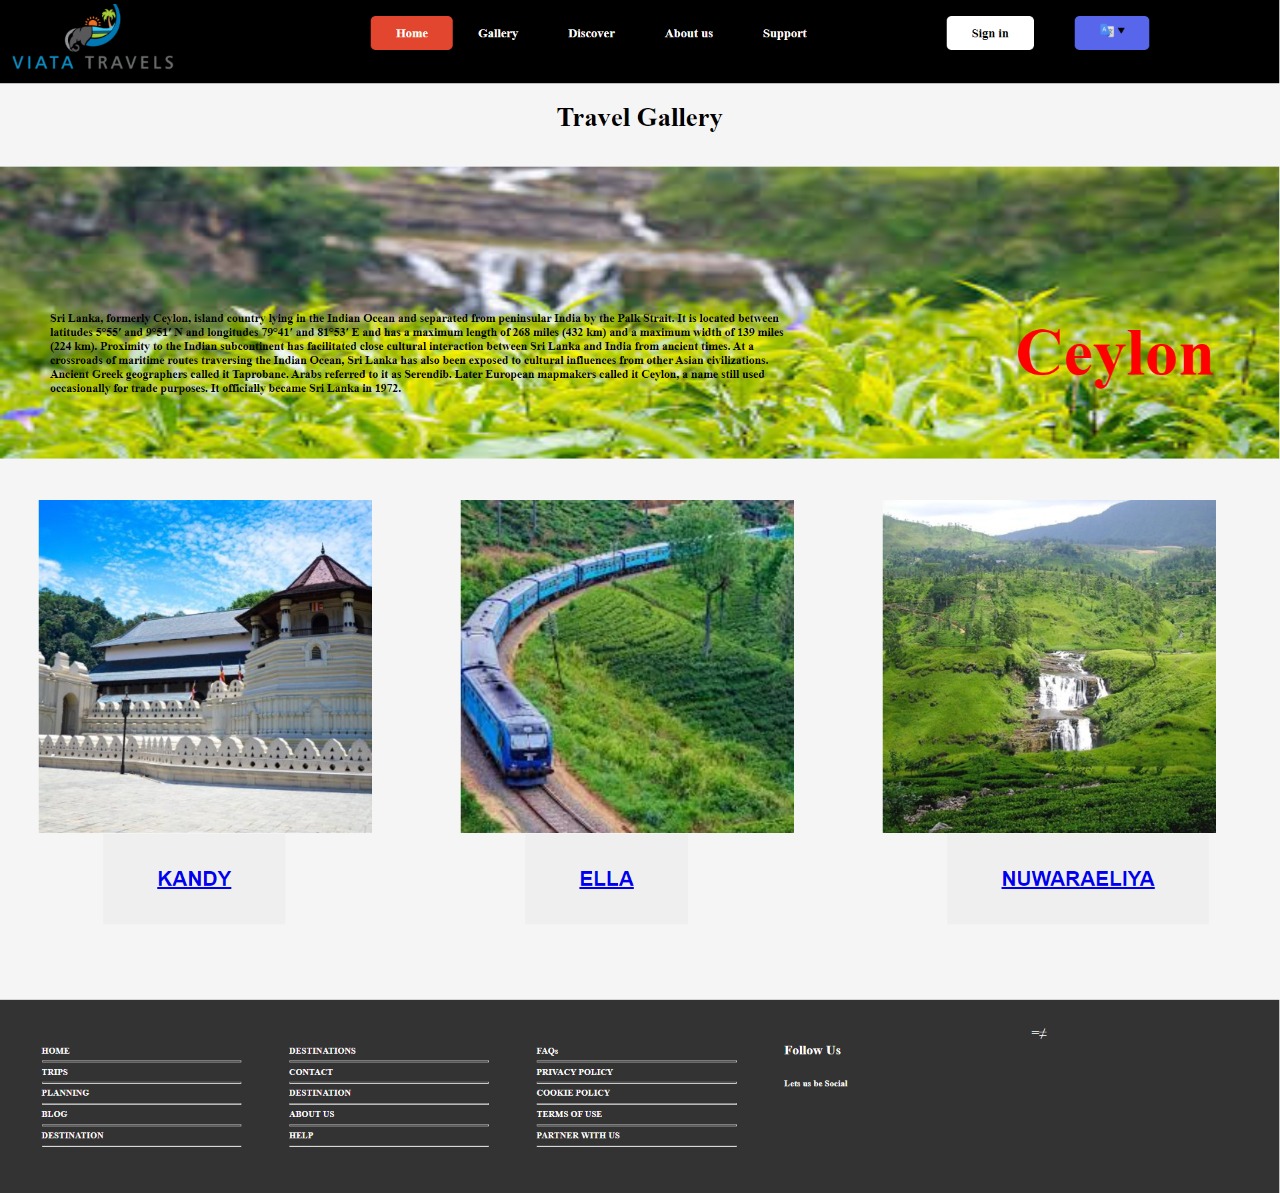 VIATA TRAVELS
Home
Gallery
Discover
About us
Support
Sign in
Travel Gallery
Sri Lanka, formerly Ceylon, island country lying in the Indian Ocean and separated from peninsular India by the Palk Strait. It is located between
latitudes 5°55′ and 9°51′ N and longitudes 79°41′ and 81°53′ E and has a maximum length of 268 miles (432 km) and a maximum width of 139 miles
(224 km). Proximity to the Indian subcontinent has facilitated close cultural interaction between Sri Lanka and India from ancient times. At a
crossroads of maritime routes traversing the Indian Ocean, Sri Lanka has also been exposed to cultural influences from other Asian civilizations.
Ancient Greek geographers called it Taprobane. Arabs referred to it as Serendib. Later European mapmakers called it Ceylon, a name still used
occasionally for trade purposes. It officially became Sri Lanka in 1972.
Ceylon
KANDY
ELLA
NUWARAELIYA
HOME
TRIPS
PLANNING
BLOG
DESTINATION
DESTINATIONS
CONTACT
DESTINATION
ABOUT US
HELP
FAQs
PRIVACY POLICY
COOKIE POLICY
TERMS OF USE
PARTNER WITH US
Follow Us
Lets us be Social
=≠